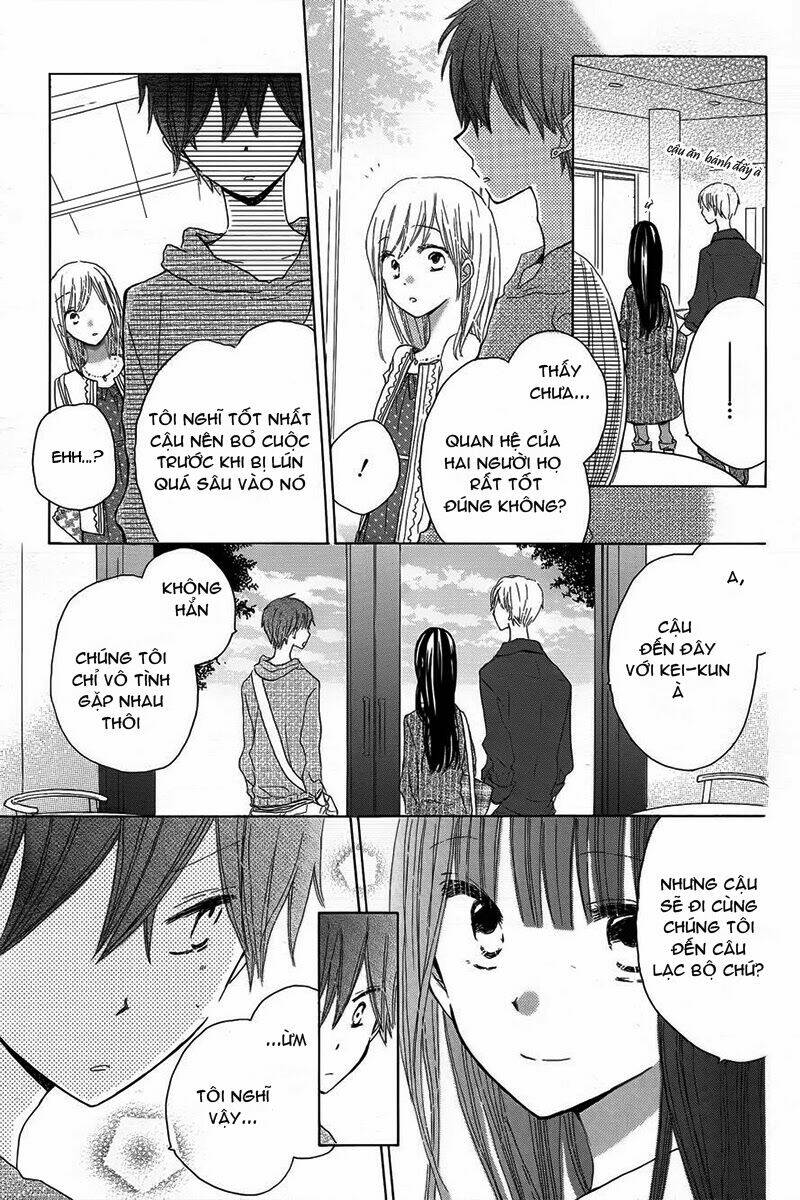 cậu ăn bánh đấy à
ừ
......
THẤY
CHƯA...
QUAN HỆ CỦA
HAI NGƯỜI HỌ
RẤT TỐT
ĐÚNG KHÔNG?
!
TÔI NGHĨ TỐT NHẤT
CẬU NÊN BỎ CUỘC
TRƯỚC KHI BỊ LÚN
QUÁ SÂU VÀO NÓ
EHH...?
A,
CẬU
ĐẾN ĐÂY
VỚI KEI-KUN
À
KHÔNG
HẲN
CHÚNG TÔI
CHỈ VÔ TÌNH
GẶP NHAU
THÔI
NHƯNG CẬU
SẼ ĐI CÙNG
CHÚNG TÔI
ĐẾN CÂU
LẠC BỘ CHỨ?
ỪM...
TÔI NGHĨ
VẬY...